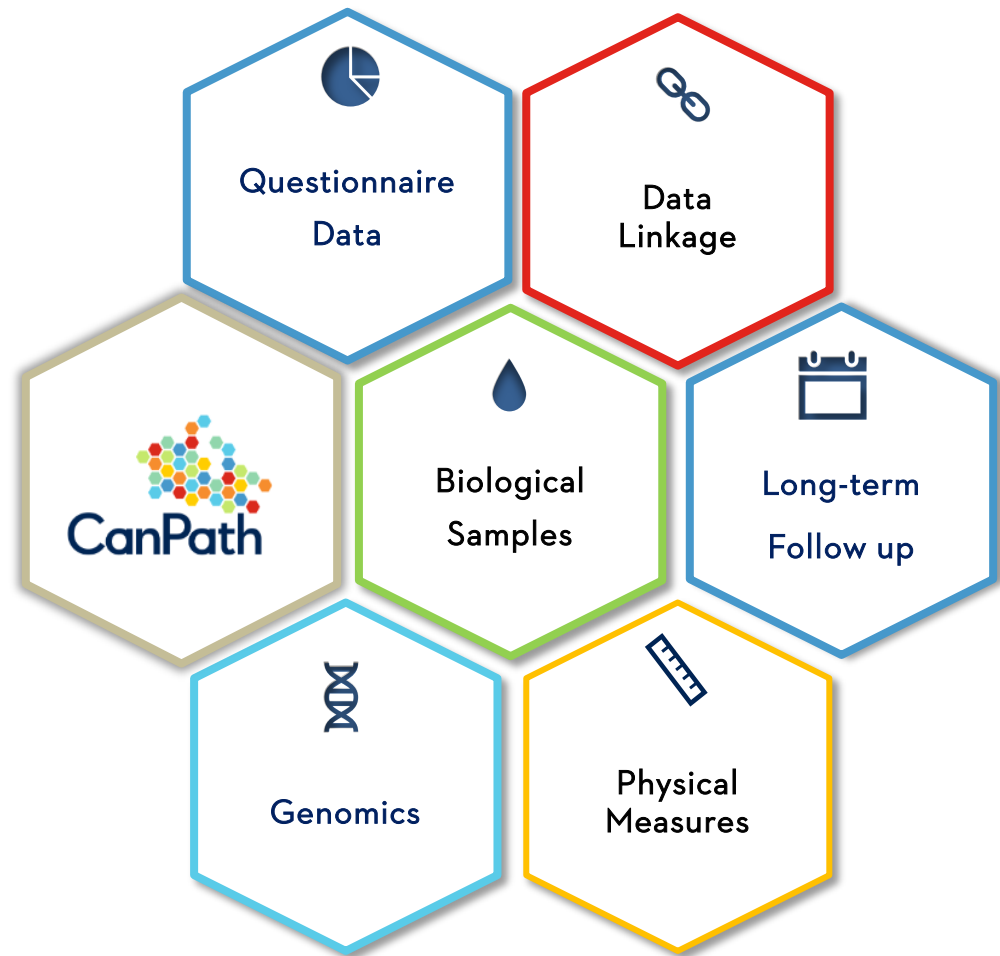 Questionnaire
Data
Data
Linkage
CanPath
Biological
Samples
Long-term
Follow up
Genomics
Physical
Measures